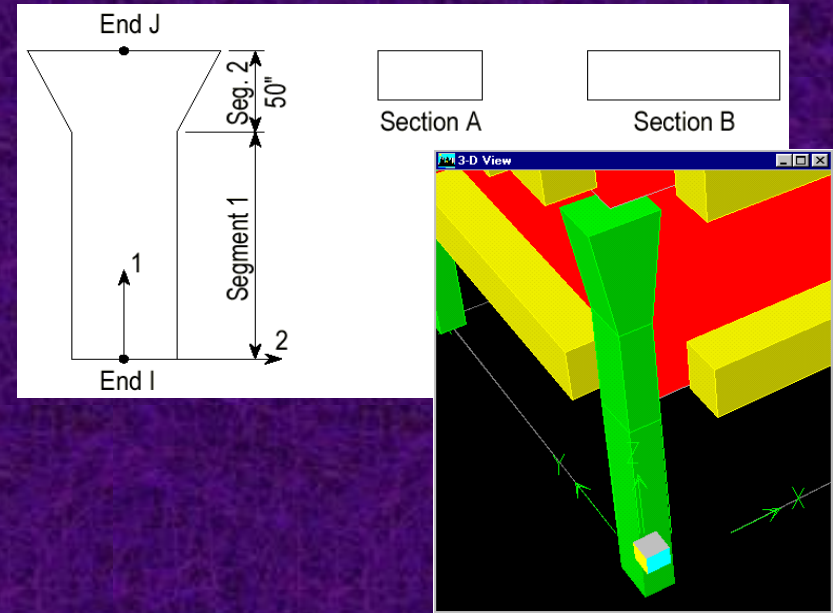 End J
Seg. 2
50"
Section A
Section B
3-D View
Segment 1
1
2
End I
Z
Y
X